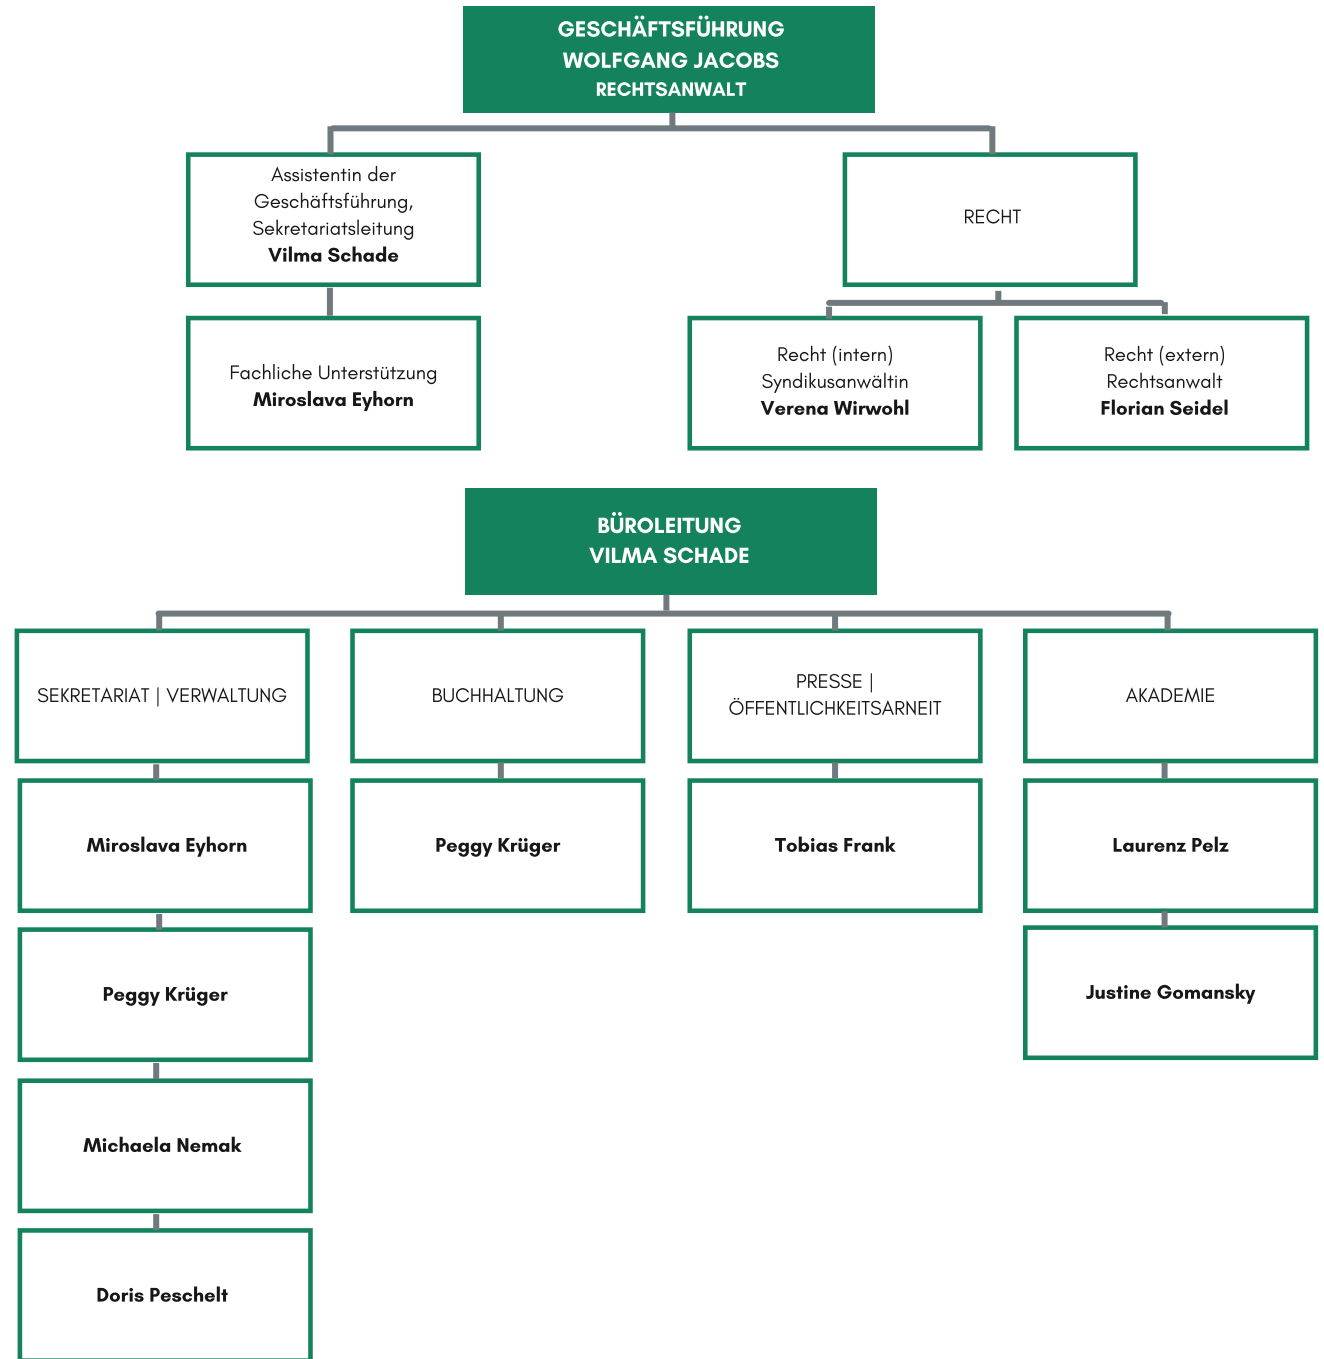 GESCHÄFTSFÜHRUNG
WOLFGANG JACOBS
RECHTSANWALT
Assistentin der
Geschäftsführung,
Sekretariatsleitung
Vilma Schade
RECHT
Fachliche Unterstützung
Miroslava Eyhorn
Recht (intern)
Syndikusanwältin
Verena Wirwohl
Recht (extern)
Rechtsanwalt
Florian Seidel
BÜROLEITUNG
VILMA SCHADE
SEKRETARIAT | VERWALTUNG
BUCHHALTUNG
PRESSE |
ÖFFENTLICHKEITSARNEIT
AKADEMIE
Miroslava Eyhorn
Peggy Krüger
Tobias Frank
Laurenz Pelz
Peggy Krüger
Justine Gomansky
Michaela Nemak
Doris Peschelt